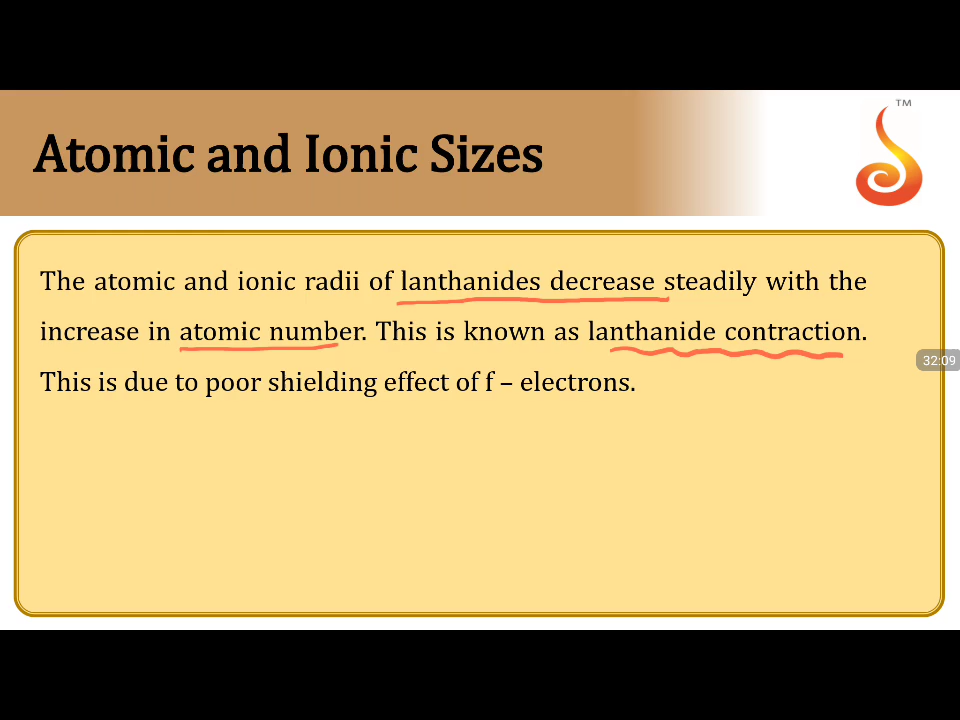 TM
Atomic and Ionic Sizes
The atomic and ionic radii of lanthanides decrease steadily with the
increase in atomic number. This is known as lanthanide contraction.
32:09
This is due to poor shielding effect of f – electrons.